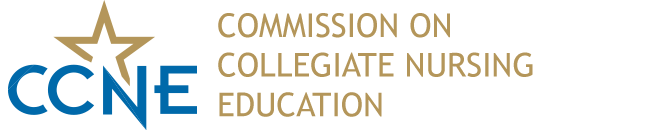 CCNE
COMMISSION ON
COLLEGIATE NURSING
EDUCATION